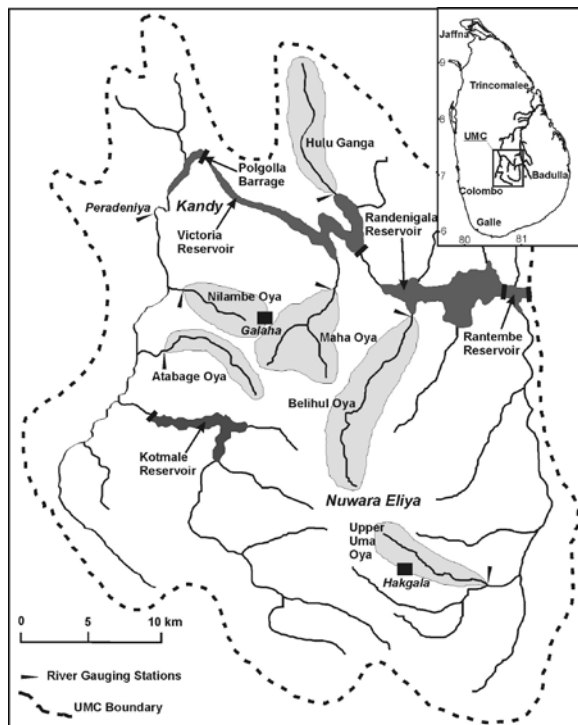 Jaffna
9
Trincomalee
8
UMC
7
Badulla
Colombo
Galle
6
80
81
Hulu Ganga
Polgolla
Barrage
Peradeniya
Kandy
Victoria
Reservoir
Randenigala
Reservoir
Nilambe Oya
Galaha
Maha Oya
Rantembe
Reservoir
Atabage Oya
Belihul Oya
Kotmale
Reservoir
Nuwara Eliya
Upper
Uma
Oya
Hakgala
0 5 10 km
River Gauging Stations
UMC Boundary